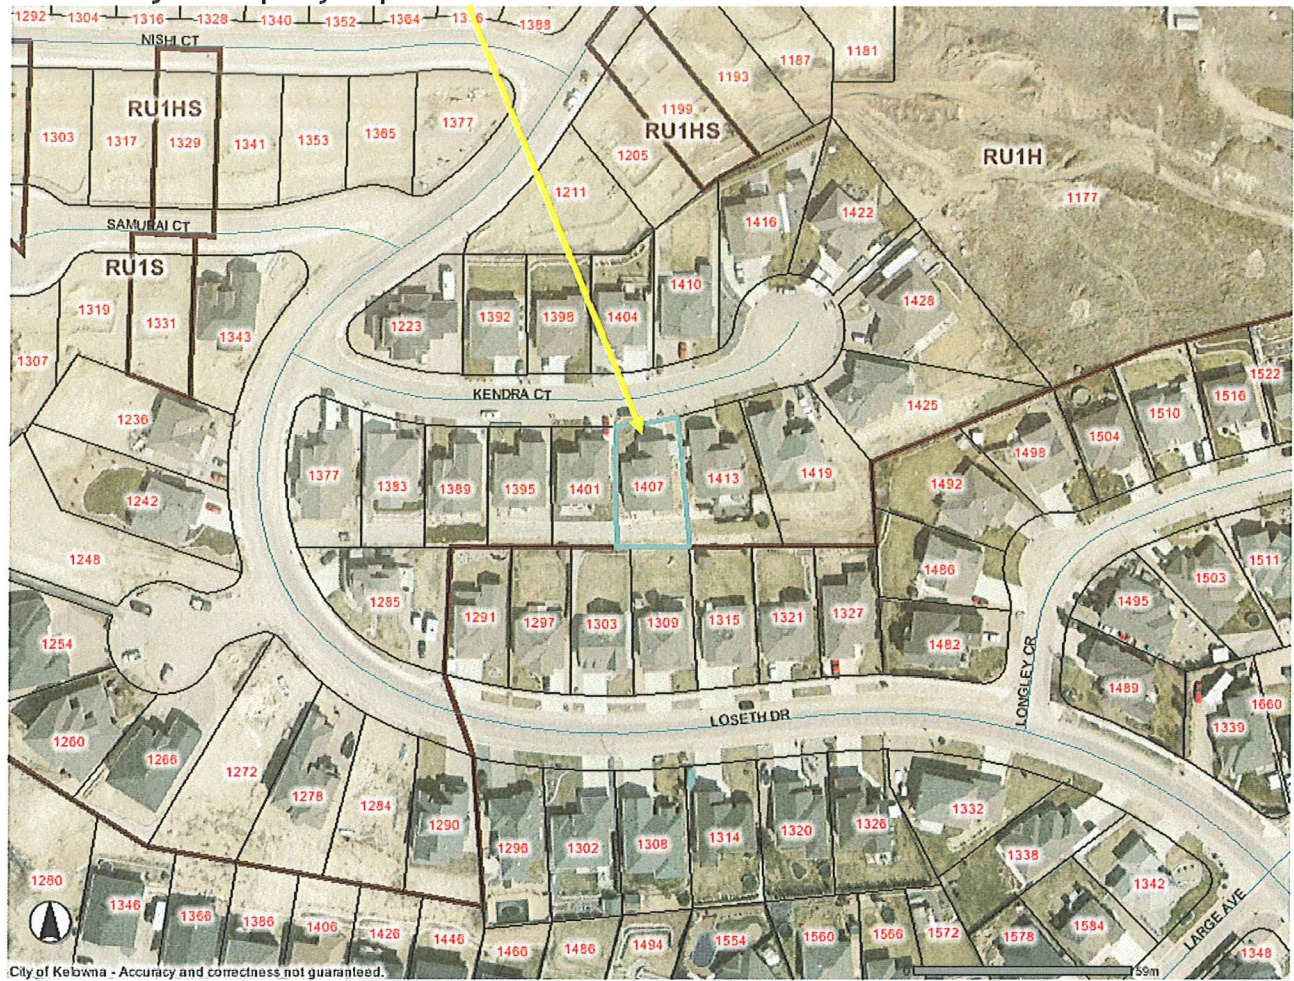 1292 1304 1316 1328 1340 1352 1364 1388
NISHI CT
1181
1187
1193
RU1HS
1199
RU1HS
1303 1317 1329 1341 1353 1365 1377
1205
RU1H
1211
1177
SAMURAI CT
1416 1422
RU1S
1410
1428
1319 1331 1343
1223 1392 1398 1404
1307
1522
1516
KENDRA CT
1425
1510
1236
1504
1498
1377 1383 1389 1395 1401 1407 1413 1419
1492
1242
1248
1486
1511
1503
1285
1495
1291 1297 1303 1309 1315 1321 1327
1254
1482
1489
LONGLEY CR
1660
LOSETH DR
1339
1260 1266 1272 1278 1284 1290
1332
1296 1302 1308 1314 1320 1326
1338
1342
1280
1346 1366 1386 1406 1426 1446 1466 1486 1494 1554 1560 1566 1572 1578 1584
LARGE AVE
1348
City of Kelowna - Accuracy and correctness not guaranteed.
0 59m